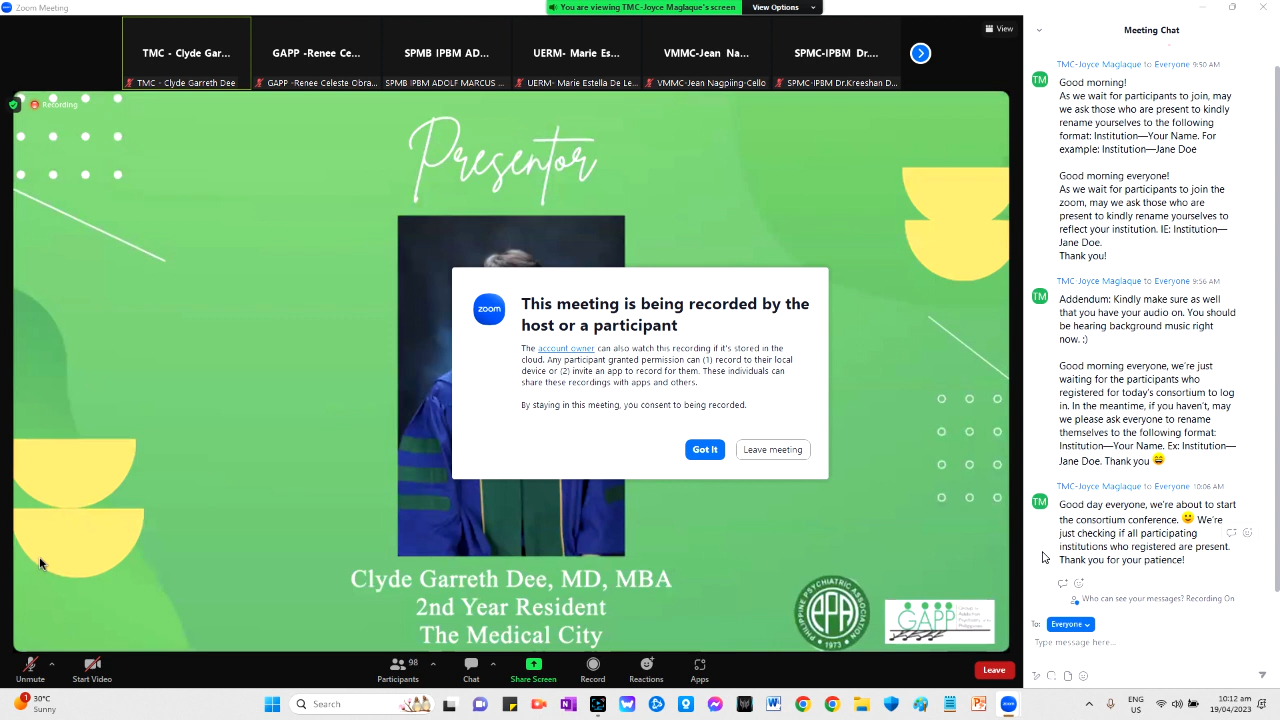 Zoom Meeting
You are viewing TMC-Joyce Maglaque's screen
View Options
View
TMC - Clyde Gar...
GAPP -Renee Ce...
SPMB IPBM AD...
UERM- Marie Es...
VMMC-Jean Na...
SPMC-IPBM Dr....
TMC - Clyde Garreth Dee
GAPP -Renee Celeste Obra...
SPMB IPBM ADOLF MARCUS ...
UERM- Marie Estella De Le...
VMMC-Jean Nagpiing-Cello
SPMC-IPBM Dr.Kreeshan D...
Recording
Presentor
zoom
This meeting is being recorded by the
host or a participant
The account owner can also watch this recording if it's stored in the
cloud. Any participant granted permission can (1) record to their local
device or (2) invite an app to record for them. These individuals can
share these recordings with apps and others.
By staying in this meeting, you consent to being recorded.
Got It
Leave meeting
Clyde Garreth Dee, MD, MBA
2nd Year Resident
The Medical City
PHILIPPINE PSYCHIATRIC ASSOCIATION
PPA
1973
GAPP
Unmute
Start Video
98
Participants
Chat
Share Screen
Record
Reactions
Apps
Leave
Meeting Chat
TMC-Joyce Maglaque to Everyone 9:50 AM
TM
Good morning!
As we wait for participants to join, may
we ask those who are present to kindly
rename yourselves to the following
format: Institution—Your Name. For
example: Institution—Jane Doe
Good morning everyone!
As we wait for participants to join the
zoom, may we ask those who are
present to kindly rename yourselves to
reflect your institution. IE: Institution—
Jane Doe.
Thank you!
TMC-Joyce Maglaque to Everyone 9:56 AM
TM
Addendum: Kindly make sure as well
that you have your audio on. You should
be hearing background music right
now. :)
Good morning everyone, we're just
waiting for the participants who
registered for today's consortium to log
in. In the meantime, if you haven't, may
we please ask everyone to rename
themselves to the following format:
Institution—Your Name. Ex: Institution—
Jane Doe. Thank you 😄
TMC-Joyce Maglaque to Everyone 10:06 AM
TM
Good day everyone, we're about to start
the consortium conference. 🙂 We're
just checking if all participating
institutions who registered are present.
Thank you for your patience!
Who can see your messages? Recording On
To: Everyone
Type message here...
1
30°C
Sunny
Search
ENG
US
10:12 am
19/04/2023